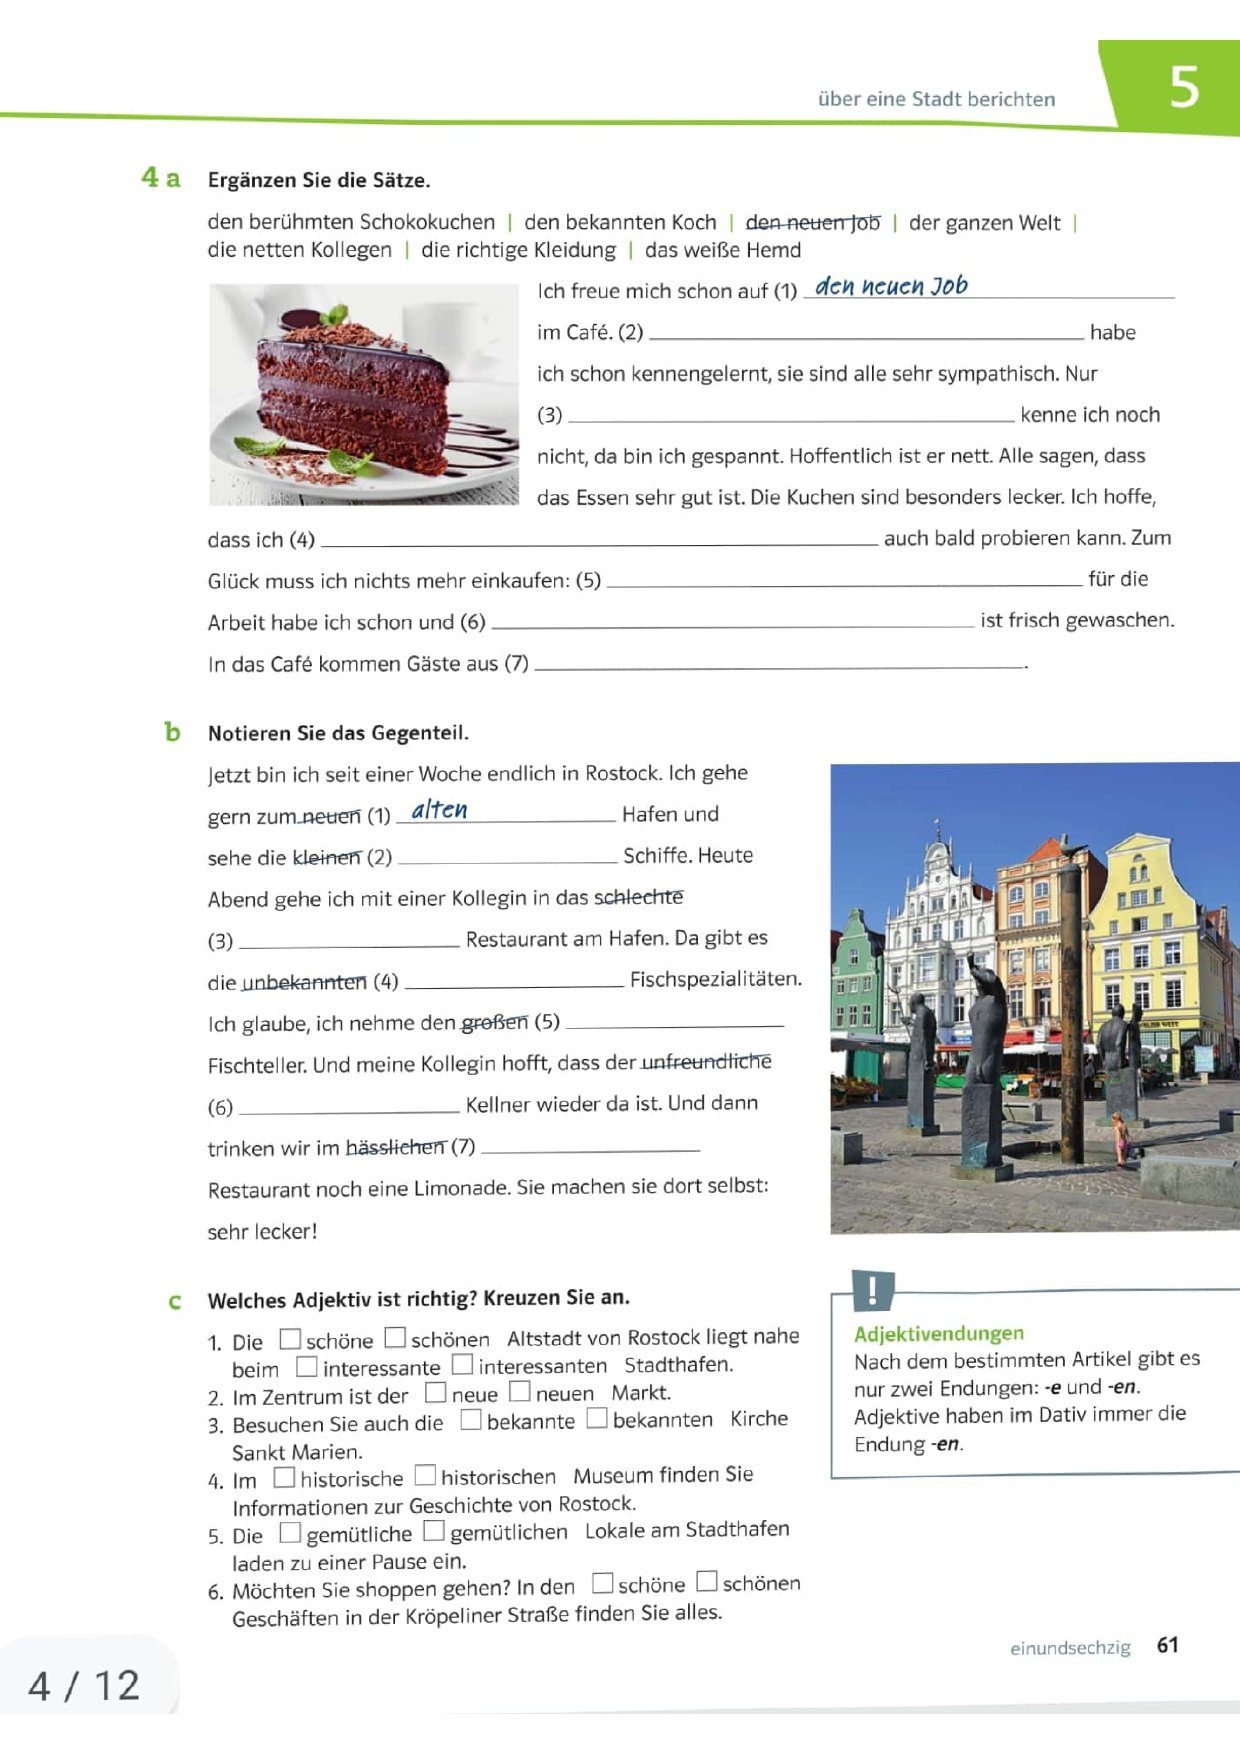 über eine Stadt berichten
5
4 a Ergänzen Sie die Sätze.
den berühmten Schokokuchen | den bekannten Koch | den neuen Job | der ganzen Welt |
die netten Kollegen | die richtige Kleidung | das weiße Hemd
Ich freue mich schon auf (1) den neuen Job
im Café. (2) ____ habe
ich schon kennengelernt, sie sind alle sehr sympathisch. Nur
(3) ____ kenne ich noch
nicht, da bin ich gespannt. Hoffentlich ist er nett. Alle sagen, dass
das Essen sehr gut ist. Die Kuchen sind besonders lecker. Ich hoffe,
dass ich (4) ____ auch bald probieren kann. Zum
Glück muss ich nichts mehr einkaufen: (5) ____ für die
Arbeit habe ich schon und (6) ____ ist frisch gewaschen.
In das Café kommen Gäste aus (7) ____.
b Notieren Sie das Gegenteil.
Jetzt bin ich seit einer Woche endlich in Rostock. Ich gehe
gern zum neuen (1) alten Hafen und
sehe die kleinen (2) ____ Schiffe. Heute
Abend gehe ich mit einer Kollegin in das schlechte
(3) ____ Restaurant am Hafen. Da gibt es
die unbekannten (4) ____ Fischspezialitäten.
Ich glaube, ich nehme den großen (5) ____
Fischteller. Und meine Kollegin hofft, dass der unfreundliche
(6) ____ Kellner wieder da ist. Und dann
trinken wir im hässlichen (7) ____
Restaurant noch eine Limonade. Sie machen sie dort selbst:
sehr lecker!
c Welches Adjektiv ist richtig? Kreuzen Sie an.
1. Die □ schöne □ schönen Altstadt von Rostock liegt nahe
beim □ interessante □ interessanten Stadthafen.
2. Im Zentrum ist der □ neue □ neuen Markt.
3. Besuchen Sie auch die □ bekannte □ bekannten Kirche
Sankt Marien.
4. Im □ historische □ historischen Museum finden Sie
Informationen zur Geschichte von Rostock.
5. Die □ gemütliche □ gemütlichen Lokale am Stadthafen
laden zu einer Pause ein.
6. Möchten Sie shoppen gehen? In den □ schöne □ schönen
Geschäften in der Kröpeliner Straße finden Sie alles.
!
Adjektivendungen
Nach dem bestimmten Artikel gibt es
nur zwei Endungen: -e und -en.
Adjektive haben im Dativ immer die
Endung -en.
einundsechzig 61
4 / 12